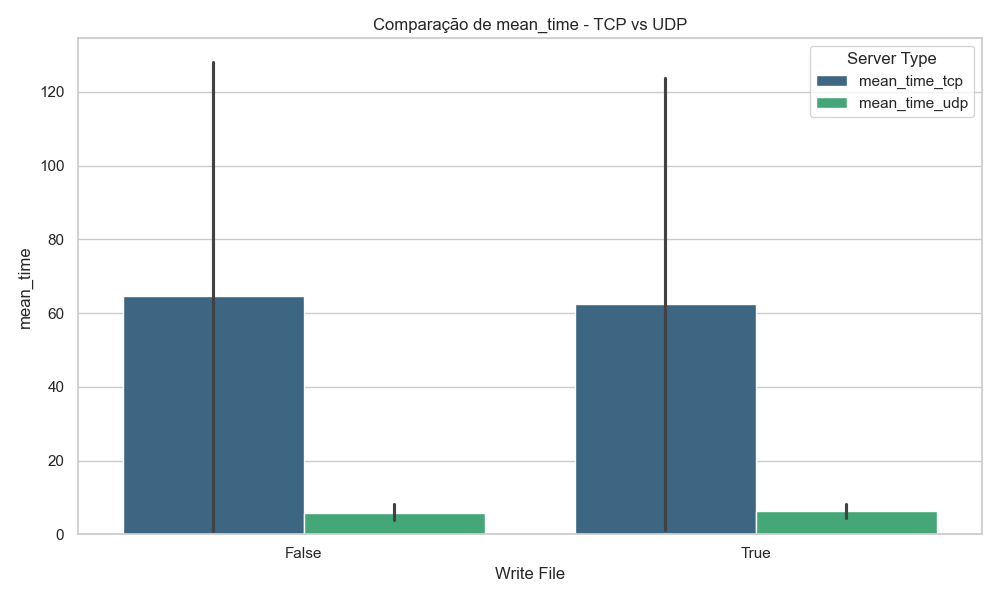 Comparação de mean_time - TCP vs UDP
Server Type
mean_time_tcp
mean_time_udp
mean_time
120
100
80
60
40
20
0
False
True
Write File